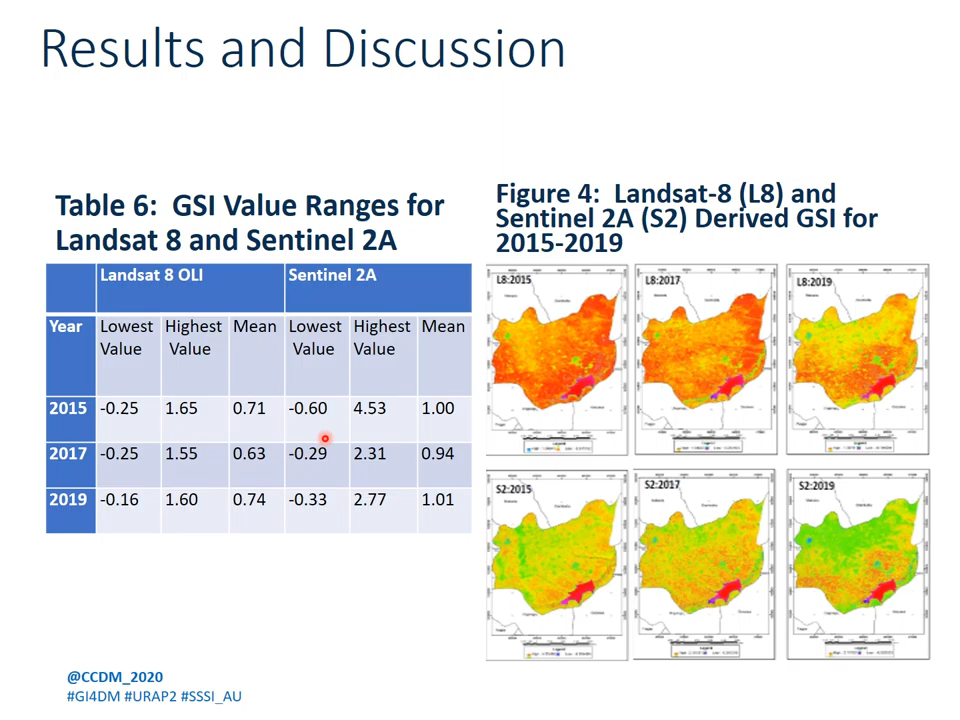 Results and Discussion
Table 6:  GSI Value Ranges for
Landsat 8 and Sentinel 2A
Landsat 8 OLI Sentinel 2A
Year Lowest Value Highest Value Mean Lowest Value Highest Value Mean
2015 -0.25 1.65 0.71 -0.60 4.53 1.00
2017 -0.25 1.55 0.63 -0.29 2.31 0.94
2019 -0.16 1.60 0.74 -0.33 2.77 1.01
Figure 4:  Landsat-8 (L8) and
Sentinel 2A (S2) Derived GSI for
2015-2019
L8:2015
L8:2017
L8:2019
S2:2015
S2:2017
S2:2019
@CCDM_2020
#GI4DM #URAP2 #SSSI_AU